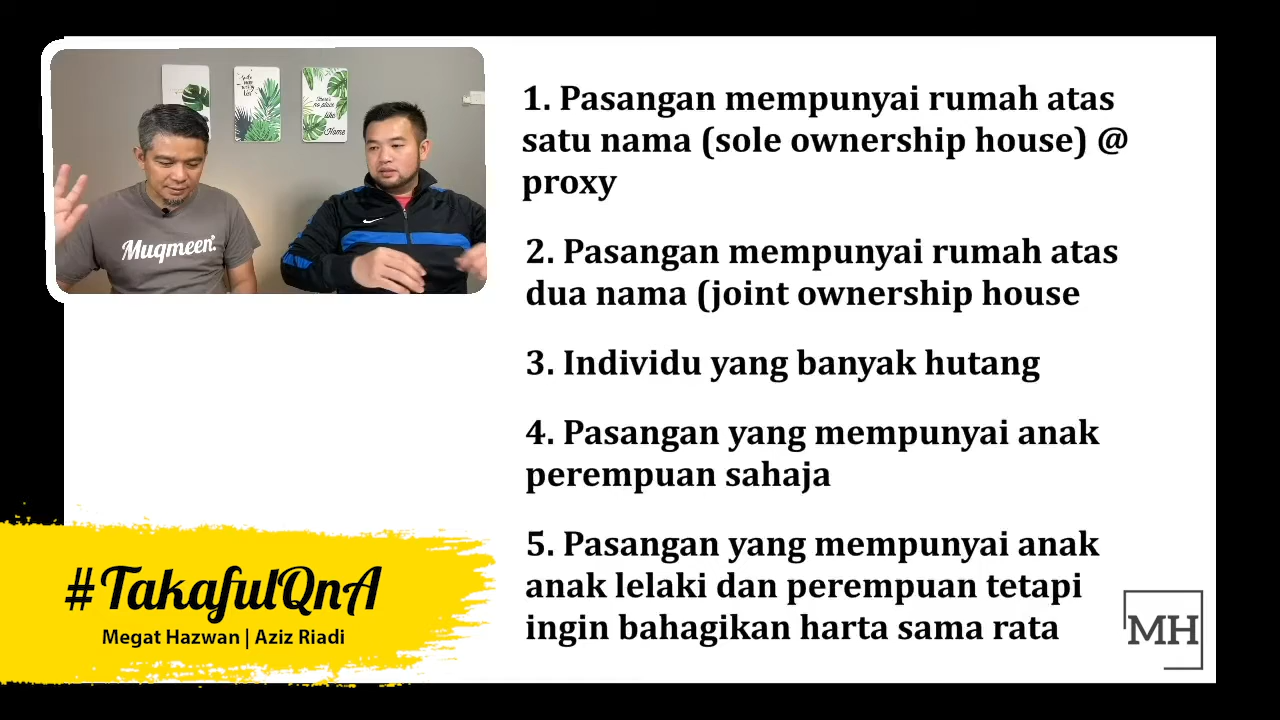 1. Pasangan mempunyai rumah atas
satu nama (sole ownership house) @
proxy
2. Pasangan mempunyai rumah atas
dua nama (joint ownership house
3. Individu yang banyak hutang
4. Pasangan yang mempunyai anak
perempuan sahaja
5. Pasangan yang mempunyai anak
anak lelaki dan perempuan tetapi
ingin bahagikan harta sama rata
Muqmeen.
like
Home
#TakafulQnA
Megat Hazwan | Aziz Riadi
MH